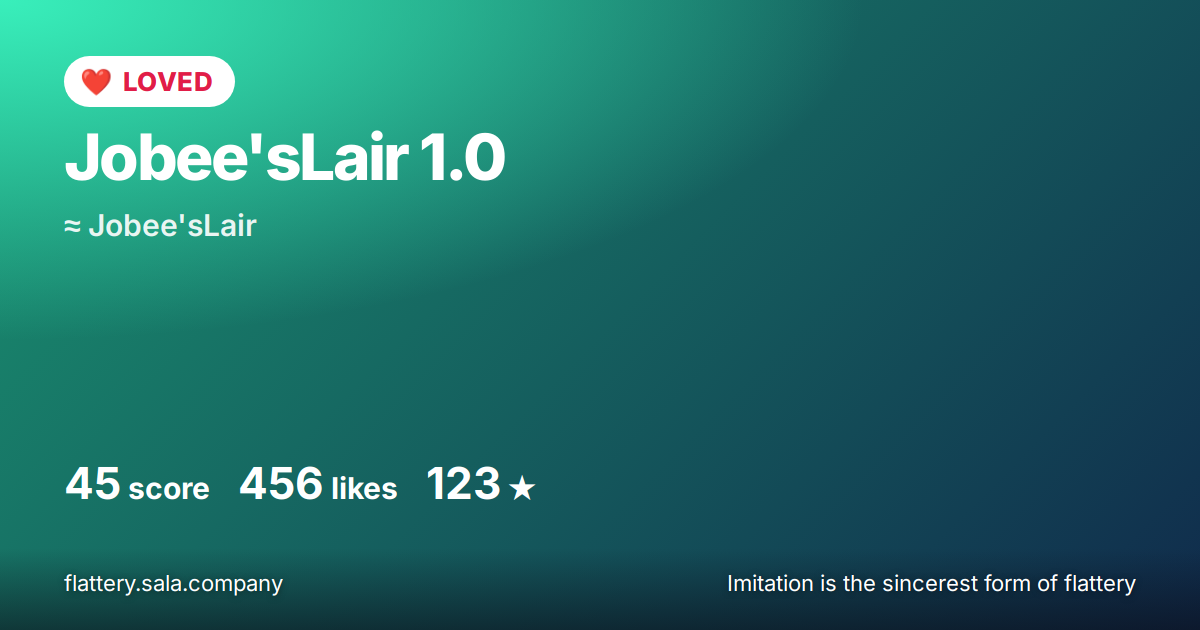 ❤️ LOVED
Jobee'sLair 1.0
≈ Jobee'sLair
45 score 456 likes 123 ★
flattery.sala.company
Imitation is the sincerest form of flattery